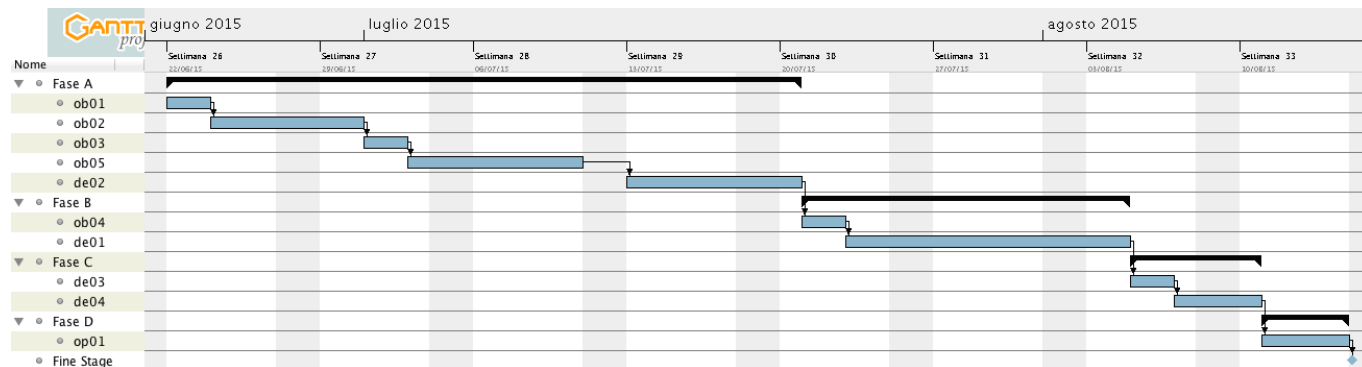 GANTT
proj
giugno 2015 luglio 2015 agosto 2015
Settimana 26 Settimana 27 Settimana 28 Settimana 29 Settimana 30 Settimana 31 Settimana 32 Settimana 33
Nome 22/06/15 29/06/15 06/07/15 13/07/15 20/07/15 27/07/15 03/08/15 10/08/15
Fase A
ob01
ob02
ob03
ob05
de02
Fase B
ob04
de01
Fase C
de03
de04
Fase D
op01
Fine Stage